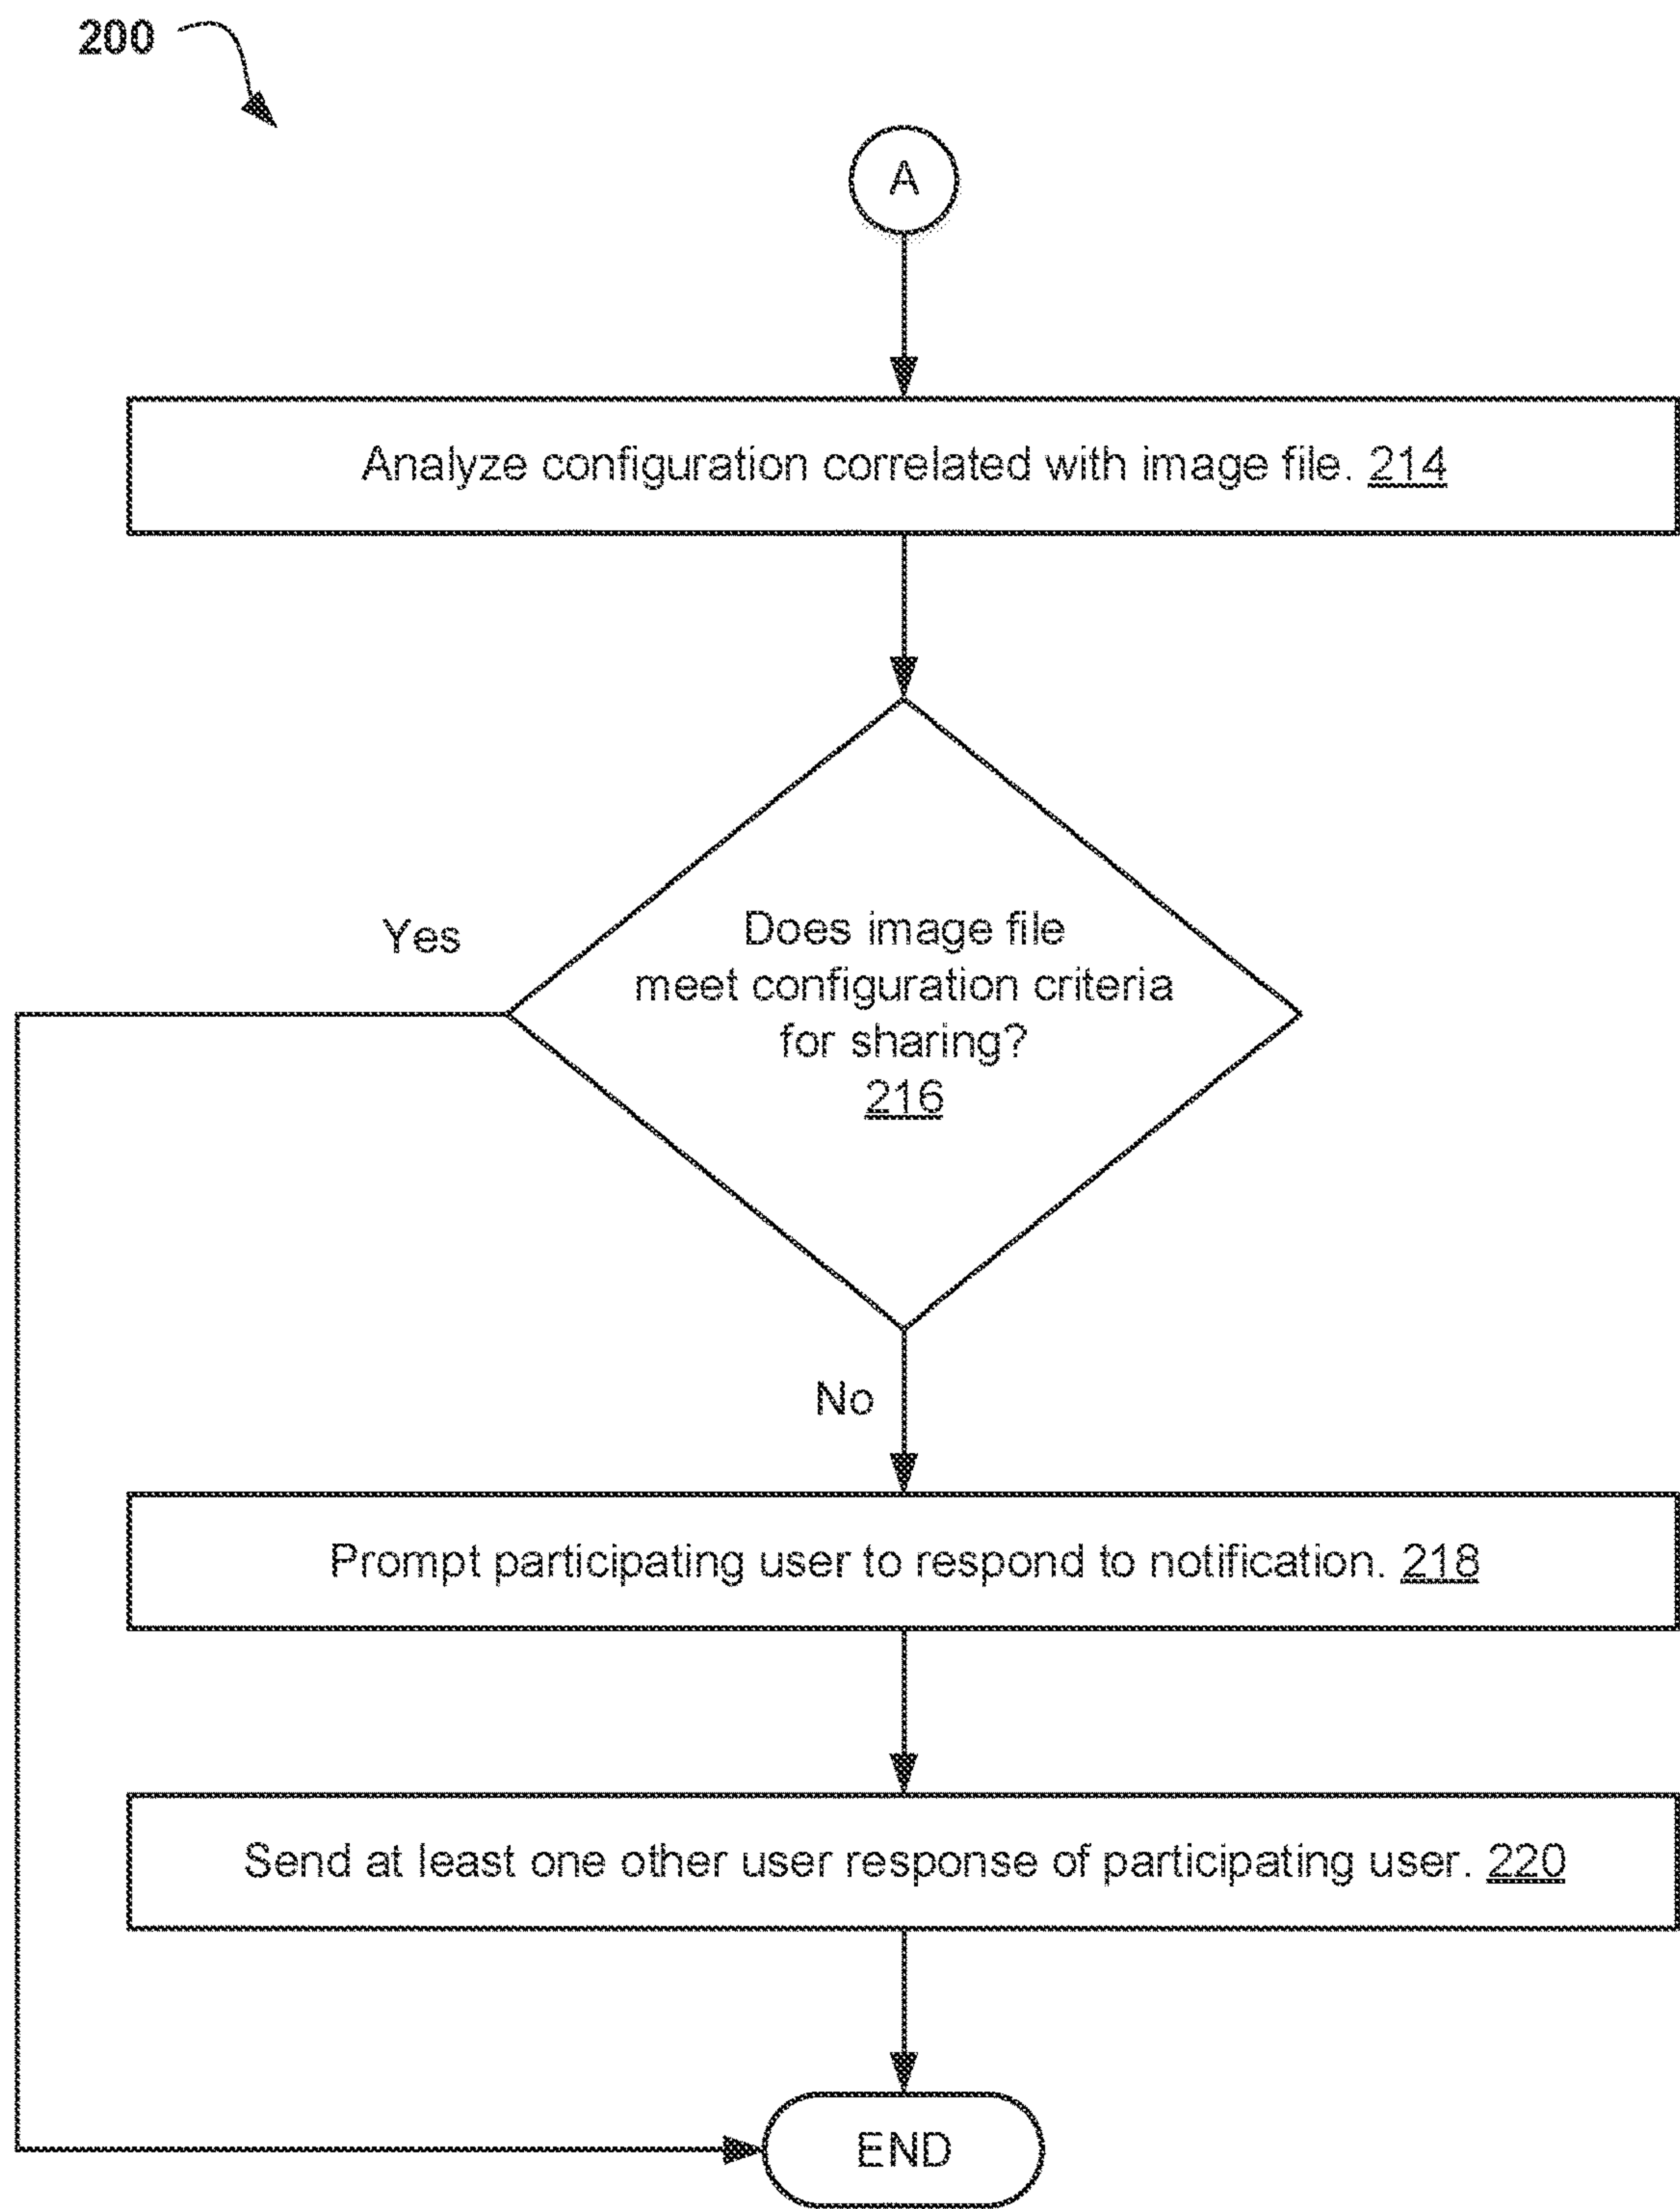 200
A
Analyze configuration correlated with image file. 214
Does image file
meet configuration criteria
for sharing?
216
Yes
No
Prompt participating user to respond to notification. 218
Send at least one other user response of participating user. 220
END